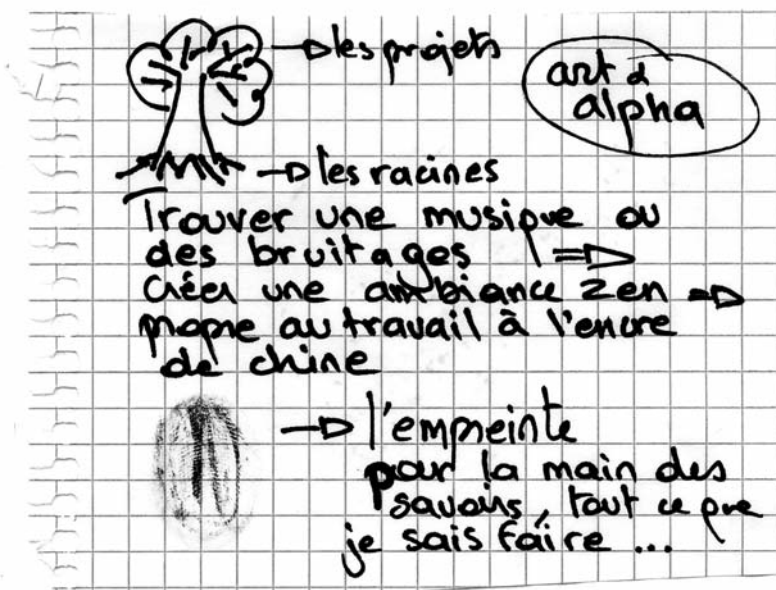 → les projets
art &
alpha
→ les racines
Trouver une musique ou
des bruitages | ⇒
créer une ambiance zen ⇒
propre au travail à l'encre
de chine
→ l'empreinte
pour la main des
savoirs, tout ce que
je sais faire ...